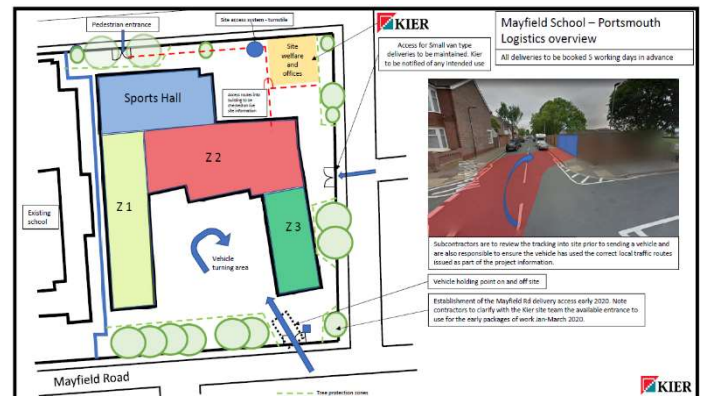 Pedestrian entrance
Site access system - turnstile
Site
welfare
and
offices
Sports Hall
Z 2
Z 1
Z 3
Existing
school
Vehicle
turning area
Mayfield Road
Tree protection zones
KIER
Access for Small van type
deliveries to be maintained. Kier
to be notified of any intended use
Mayfield School – Portsmouth
Logistics overview
All deliveries to be booked 5 working days in advance
Subcontractors are to review the tracking into site prior to sending a vehicle and
are also responsible to ensure the vehicle has used the correct local traffic routes
issued as part of the project information.
Vehicle holding point on and off site
Establishment of the Mayfield Rd delivery access early 2020. Note
contractors to clarify with the Kier site team the available entrance to
use for the early packages of work Jan-March 2020.
KIER